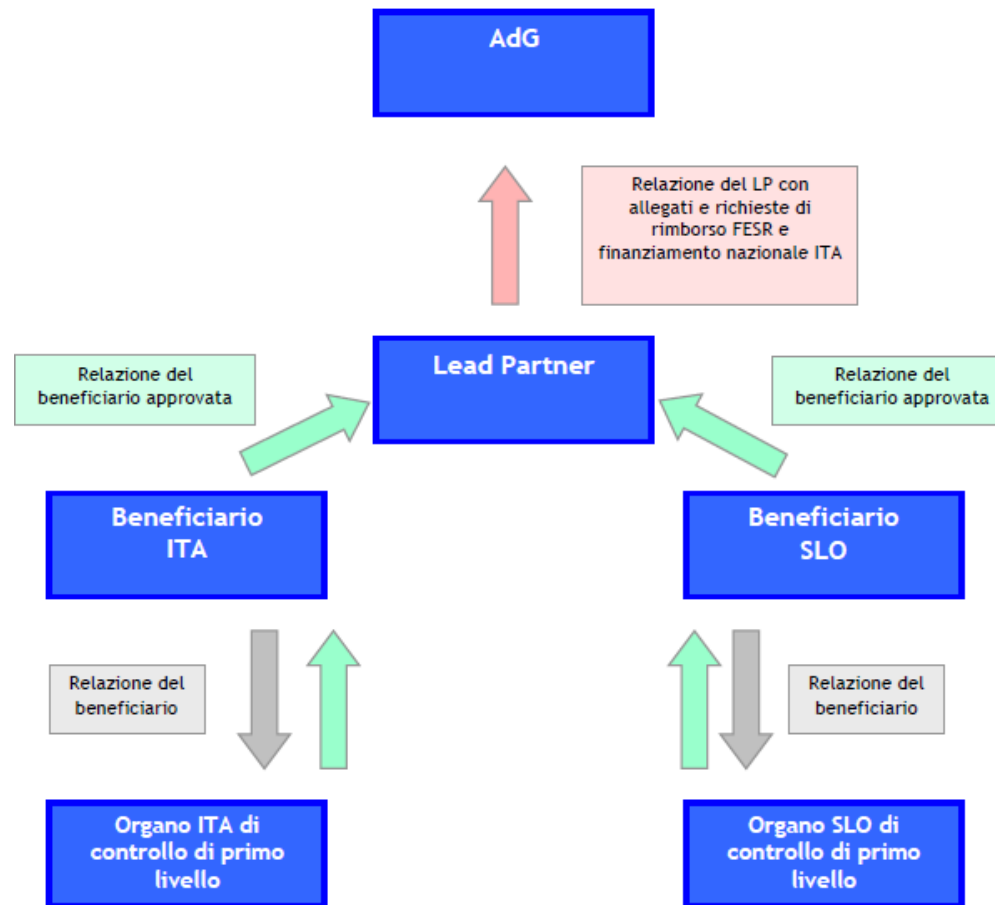 AdG
Relazione del LP con
allegati e richieste di
rimborso FESR e
finanziamento nazionale ITA
Lead Partner
Relazione del
beneficiario approvata
Relazione del
beneficiario approvata
Beneficiario
ITA
Beneficiario
SLO
Relazione del
beneficiario
Relazione del
beneficiario
Organo ITA di
controllo di primo
livello
Organo SLO di
controllo di primo
livello